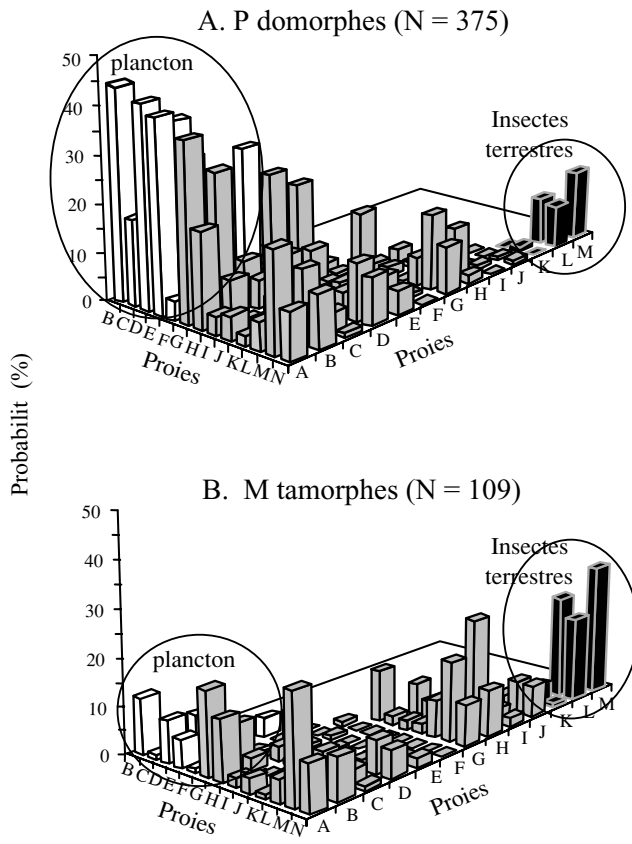 A. P domorphes (N = 375)
plancton
Insectes
terrestres
50
40
30
20
10
0
B C D E F G H I J K L M N
A B C D E F G H I J K L M
Proies
Proies
Probabilit (%)
B. M tamorphes (N = 109)
plancton
Insectes
terrestres
50
40
30
20
10
0
B C D E F G H I J K L M N
A B C D E F G H I J K L M
Proies
Proies